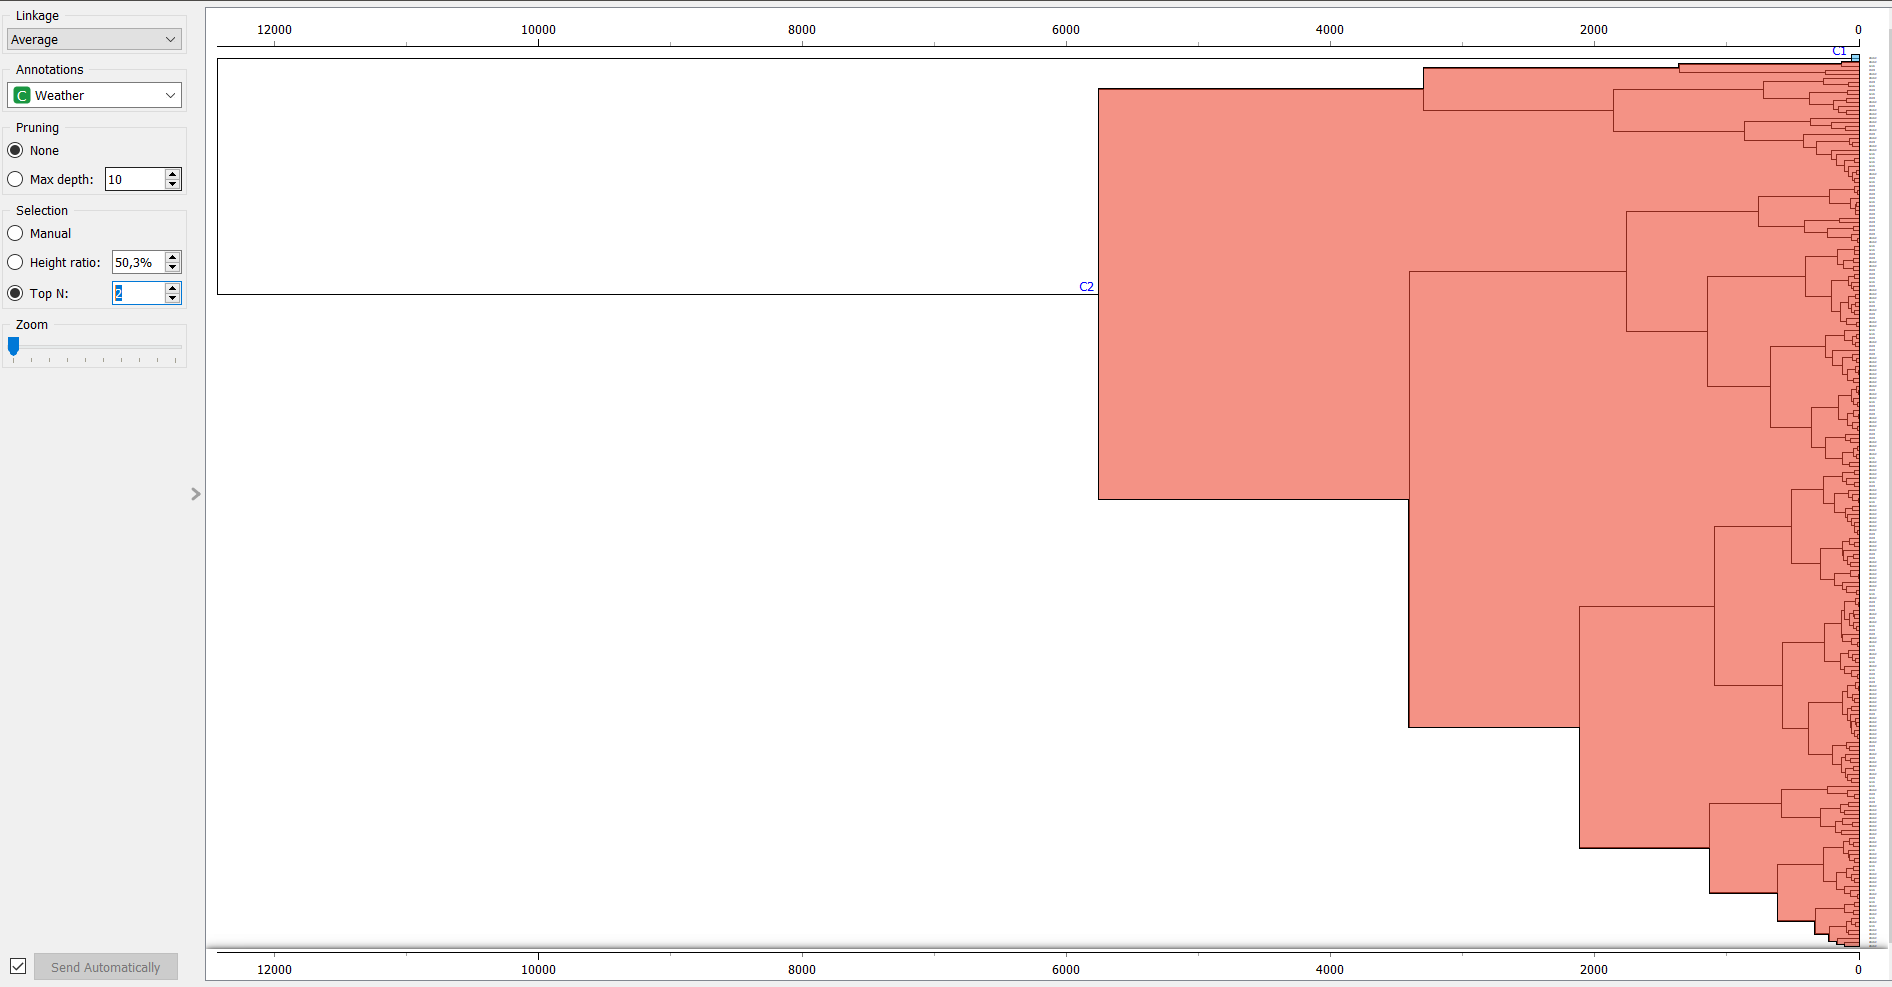 Linkage
Average
Annotations
C Weather
Pruning
None
Max depth: 10
Selection
Manual
Height ratio: 50,3%
Top N: 2
Zoom
Send Automatically
12000 10000 8000 6000 4000 2000 0
C1
C2
12000 10000 8000 6000 4000 2000 0